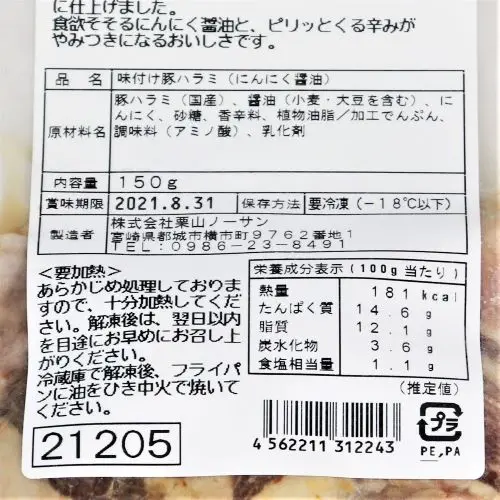 に仕上げました。
食欲そそるにんにく醤油と、ピリッとくる辛みが
やみつきになるおいしさです。
品 名 味付け豚ハラミ（にんにく醤油）
原材料名 豚ハラミ（国産）、醤油（小麦・大豆を含む）、に
んにく、砂糖、香辛料、植物油脂／加工でんぷん、
調味料（アミノ酸）、乳化剤
内容量 150g
賞味期限 2021.8.31 保存方法 要冷凍（－18℃以下）
製造者 株式会社栗山ノーサン
宮崎県都城市横市町9762番地1
TEL：0986-23-0489
＜要加熱＞
あらかじめ処理しておりま
すので、十分加熱してくだ
さい。解凍後は、翌日以内
を目途にお早めにお召し上
がりください。
冷蔵庫で解凍後、フライパ
ンに油をひき中火で焼いて
ください。
栄養成分表示(100g当たり)
熱量 181kcal
たんぱく質 14.6g
脂質 12.1g
炭水化物 3.6g
食塩相当量 1.1g
（推定値）
21205
4 562211 312243
プラ
PE,PA